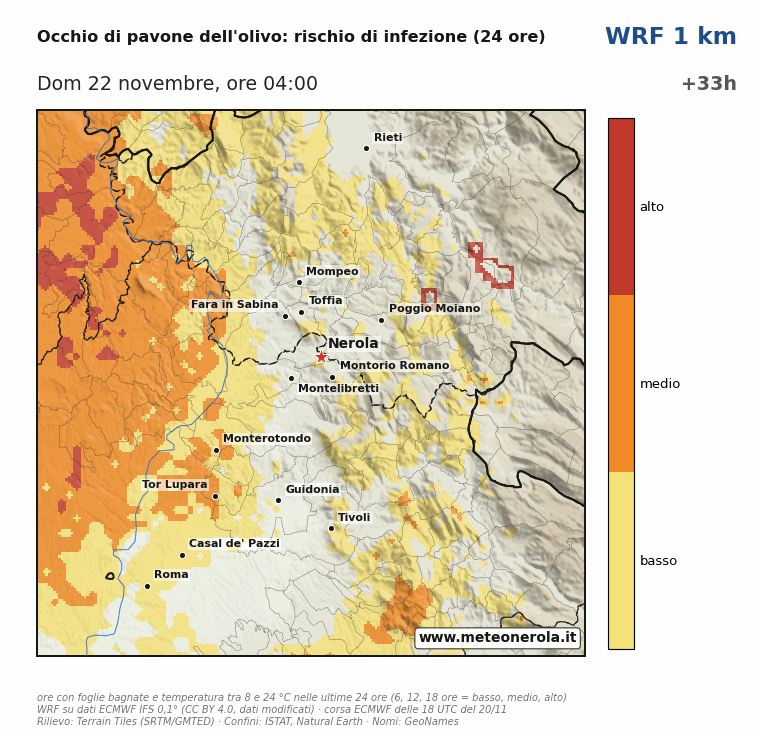 Occhio di pavone dell'olivo: rischio di infezione (24 ore)
WRF 1 km
Dom 22 novembre, ore 04:00
+33h
Rieti
Mompeo
Fara in Sabina
Toffia
Poggio Moiano
Nerola
Montorio Romano
Montelibretti
Monterotondo
Tor Lupara
Guidonia
Tivoli
Casal de' Pazzi
Roma
www.meteonerola.it
alto
medio
basso
ore con foglie bagnate e temperatura tra 8 e 24 °C nelle ultime 24 ore (6, 12, 18 ore = basso, medio, alto)
WRF su dati ECMWF IFS 0,1° (CC BY 4.0, dati modificati) · corsa ECMWF delle 18 UTC del 20/11
Rilievo: Terrain Tiles (SRTM/GMTED) · Confini: ISTAT, Natural Earth · Nomi: GeoNames